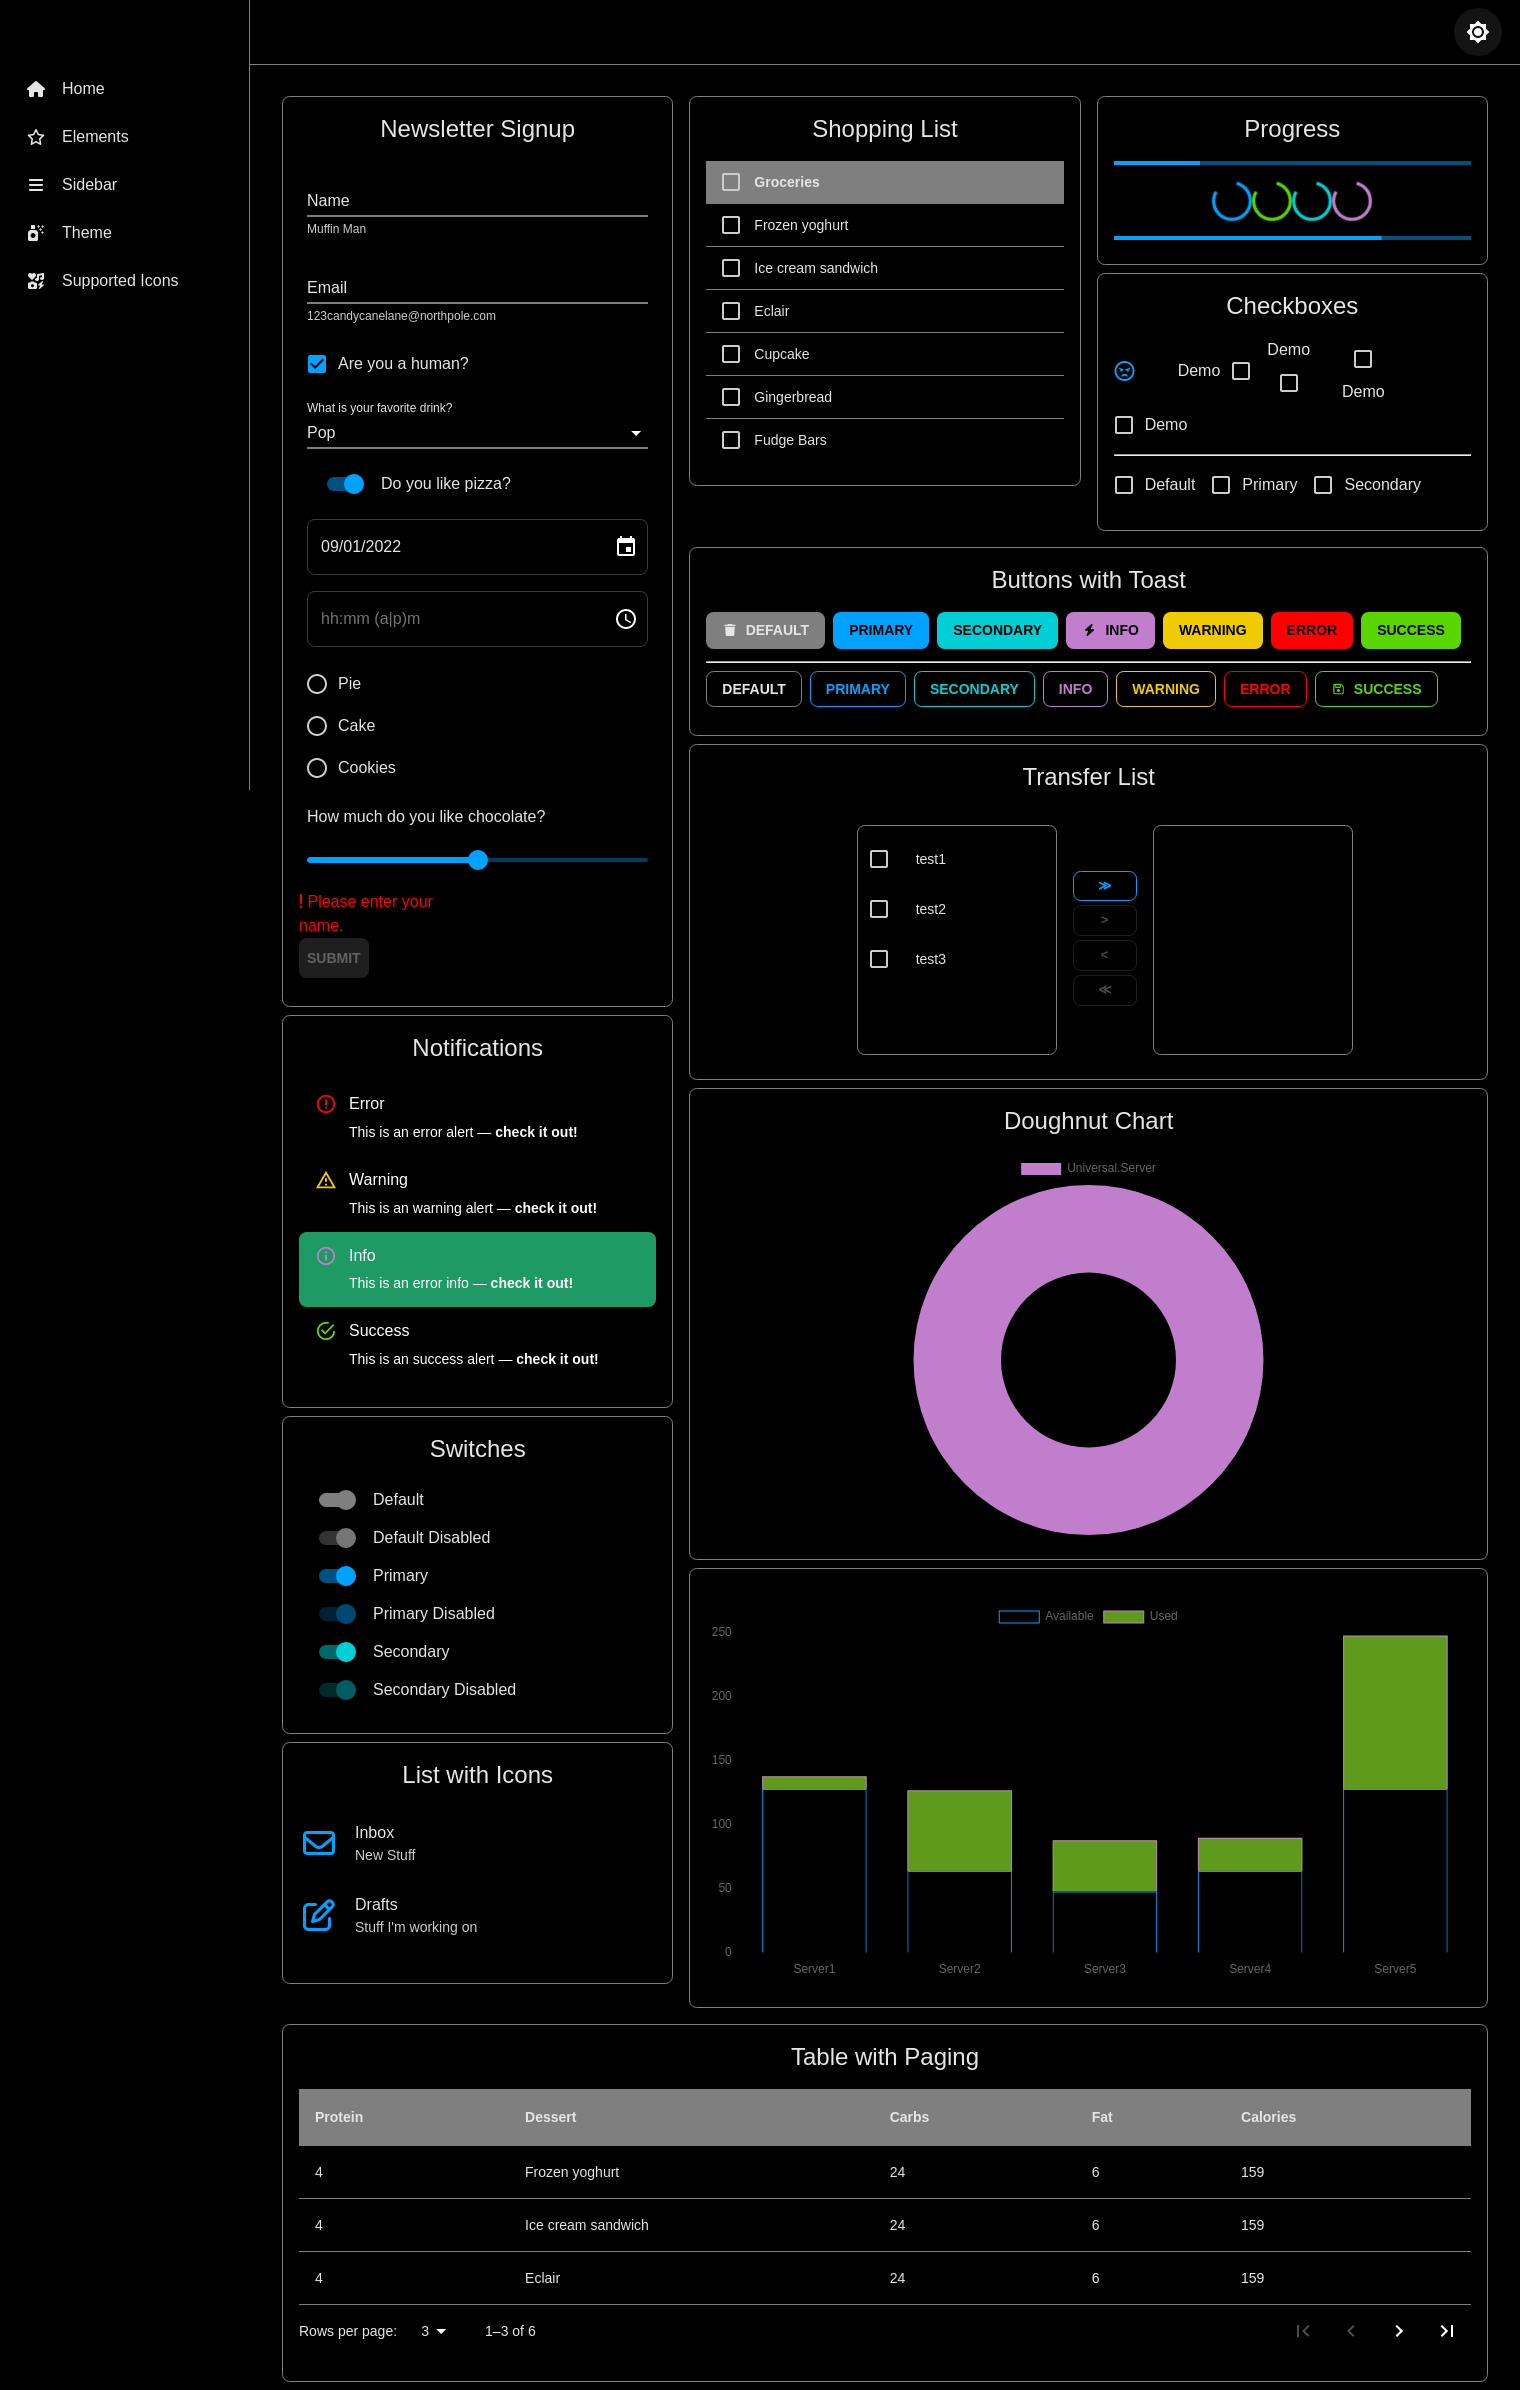 Home
Elements
Sidebar
Theme
Supported Icons
Newsletter Signup
Name
Muffin Man
Email
123candycanelane@northpole.com
Are you a human?
What is your favorite drink?
Pop
Do you like pizza?
09/01/2022
hh:mm (a|p)m
Pie
Cake
Cookies
How much do you like chocolate?
! Please enter your
name.
SUBMIT
Notifications
Error
This is an error alert — check it out!
Warning
This is an warning alert — check it out!
Info
This is an error info — check it out!
Success
This is an success alert — check it out!
Switches
Default
Default Disabled
Primary
Primary Disabled
Secondary
Secondary Disabled
List with Icons
Inbox
New Stuff
Drafts
Stuff I'm working on
Shopping List
Groceries
Frozen yoghurt
Ice cream sandwich
Eclair
Cupcake
Gingerbread
Fudge Bars
Progress
Checkboxes
Demo
Demo
Demo
Demo
Default Primary Secondary
Buttons with Toast
DEFAULT PRIMARY SECONDARY INFO WARNING ERROR SUCCESS
DEFAULT PRIMARY SECONDARY INFO WARNING ERROR SUCCESS
Transfer List
test1
test2
test3
≫
>
<
≪
Doughnut Chart
Universal.Server
Available Used
250
200
150
100
50
0
Server1 Server2 Server3 Server4 Server5
Table with Paging
Protein Dessert Carbs Fat Calories
4 Frozen yoghurt 24 6 159
4 Ice cream sandwich 24 6 159
4 Eclair 24 6 159
Rows per page: 3 1–3 of 6